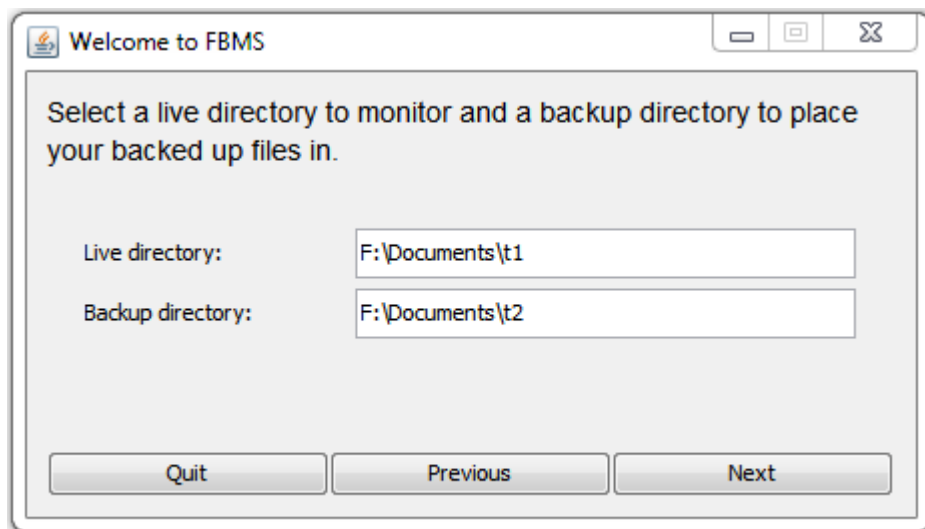 Welcome to FBMS
Select a live directory to monitor and a backup directory to place
your backed up files in.
Live directory: F:\Documents\t1
Backup directory: F:\Documents\t2
Quit Previous Next